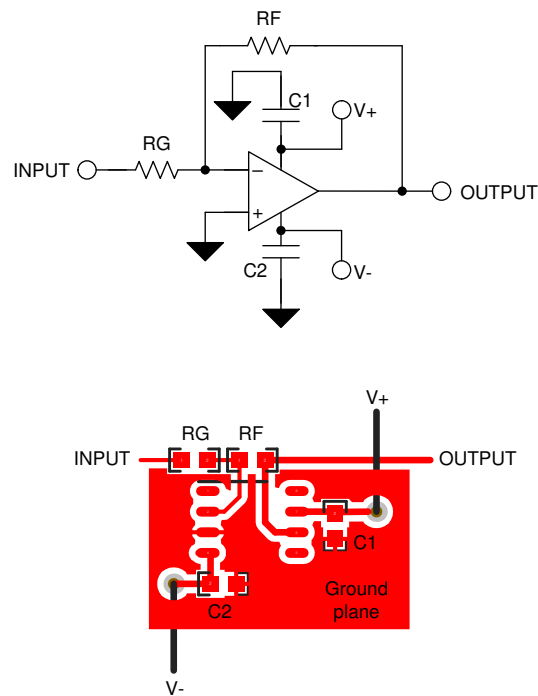 RF
C1
V+
RG
INPUT
−
+
OUTPUT
C2
V-
V+
RG
RF
INPUT
OUTPUT
C1
Ground
plane
C2
V-